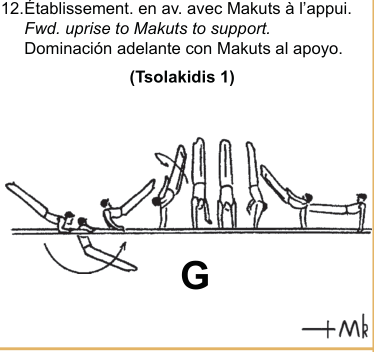 12.Établissement. en av. avec Makuts à l'appui.
Fwd. uprise to Makuts to support.
Dominación adelante con Makuts al apoyo.
(Tsolakidis 1)
G
Mk